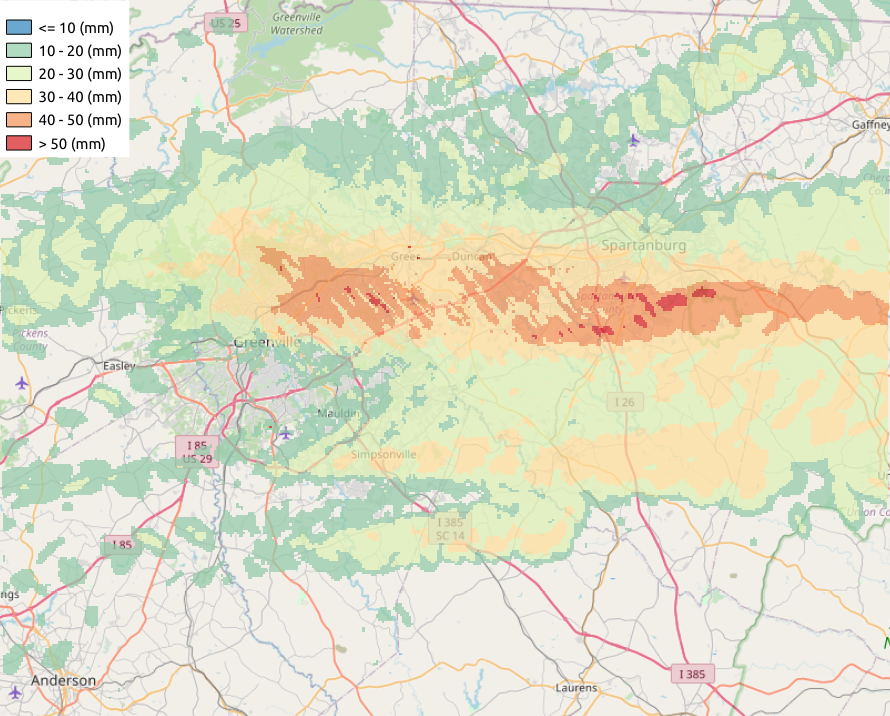 <= 10 (mm)
10 - 20 (mm)
20 - 30 (mm)
30 - 40 (mm)
40 - 50 (mm)
> 50 (mm)
US 25
Greenville
Watershed
Gaffney
Spartanburg
Duncan
Pickens
County
Greenville
Easley
I 26
Mauldin
I 85
US 29
Simpsonville
I 385
SC 14
I 85
Union Co
Anderson
Laurens
I 385